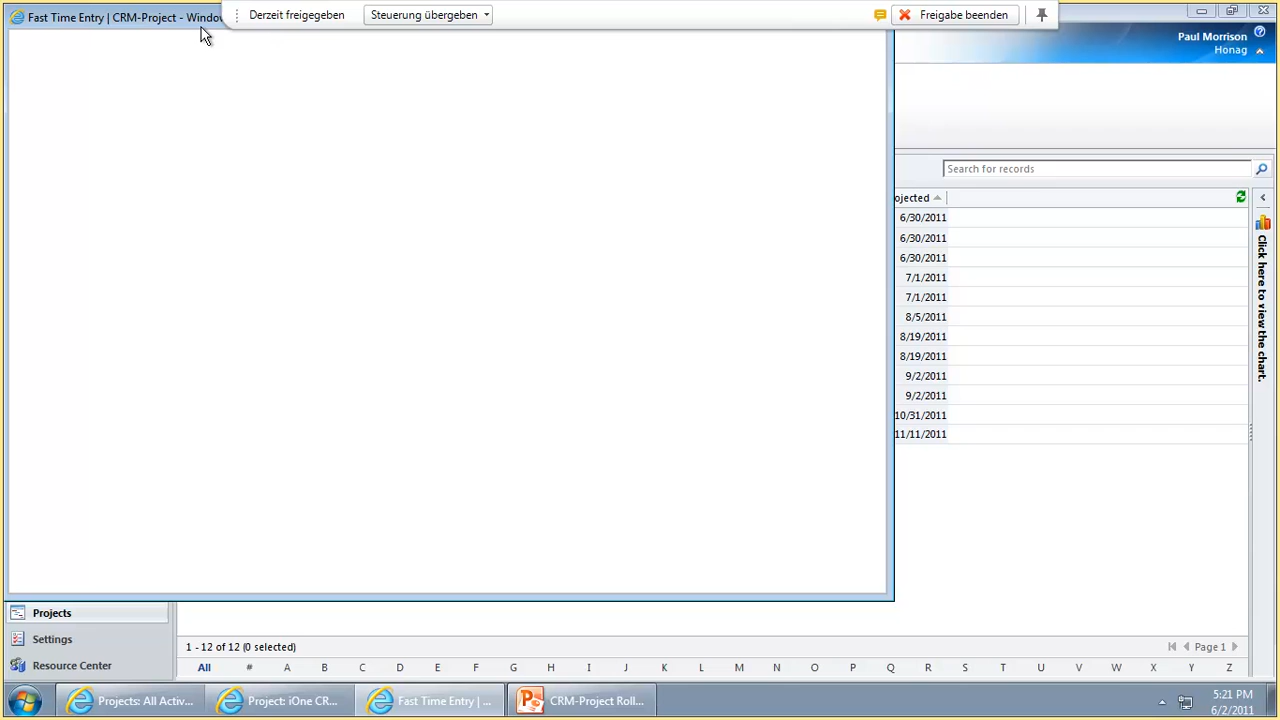 Fast Time Entry | CRM-Project - Window
Derzeit freigegeben
Steuerung übergeben
Freigabe beenden
Paul Morrison
Honag
Search for records
ojected
6/30/2011
6/30/2011
6/30/2011
7/1/2011
7/1/2011
8/5/2011
8/19/2011
8/19/2011
9/2/2011
9/2/2011
10/31/2011
11/11/2011
Click here to view the chart.
Projects
Settings
Resource Center
1 - 12 of 12 (0 selected)
Page 1
All # A B C D E F G H I J K L M N O P Q R S T U V W X Y Z
Projects: All Activ...
Project: iOne CR...
Fast Time Entry | ...
CRM-Project Roll...
5:21 PM
6/2/2011